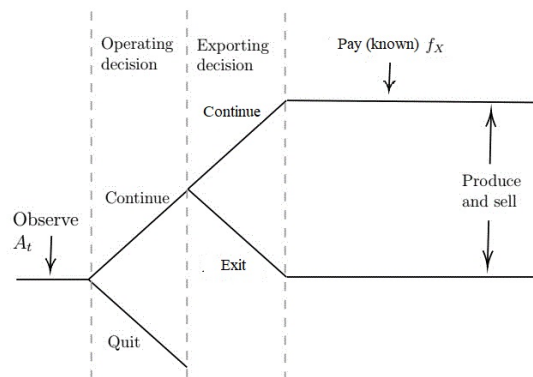 Operating
decision
Exporting
decision
Pay (known) f_X
Continue
Continue
Produce
and sell
Observe
A_t
Exit
Quit